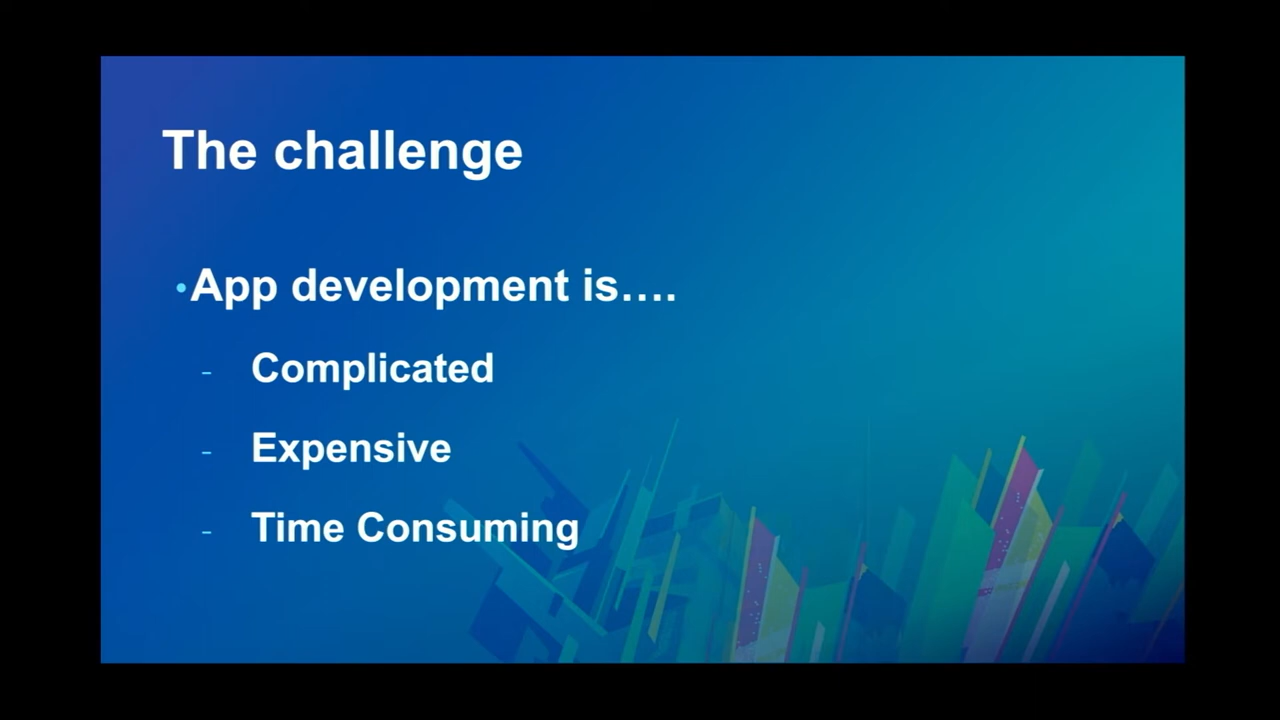 The challenge
•App development is….
- Complicated
- Expensive
- Time Consuming